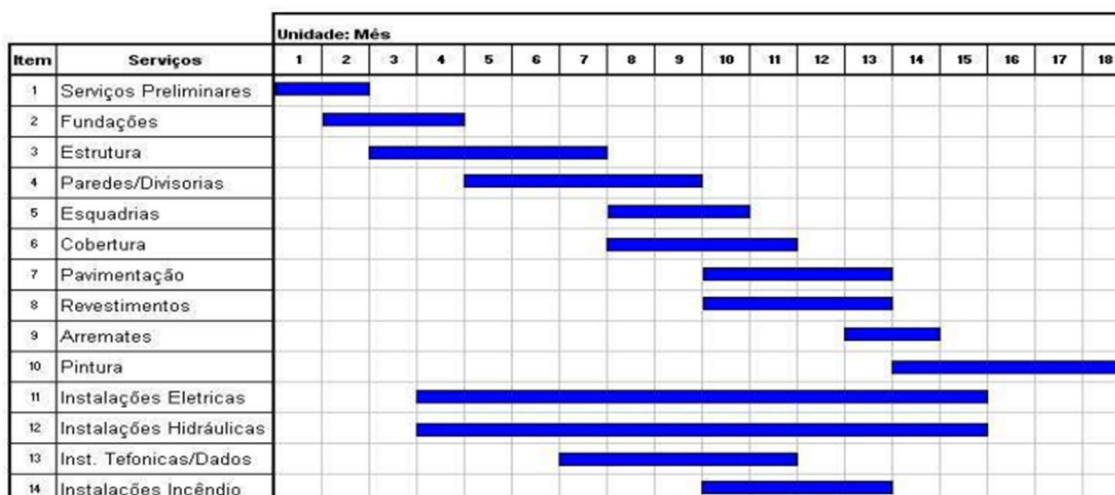 Unidade: Mês
Item Serviços 1 2 3 4 5 6 7 8 9 10 11 12 13 14 15 16 17 18
1 Serviços Preliminares
2 Fundações
3 Estrutura
4 Paredes/Divisorias
5 Esquadrias
6 Cobertura
7 Pavimentação
8 Revestimentos
9 Arremates
10 Pintura
11 Instalações Eletricas
12 Instalações Hidráulicas
13 Inst. Tefonicas/Dados
14 Instalações Incêndio